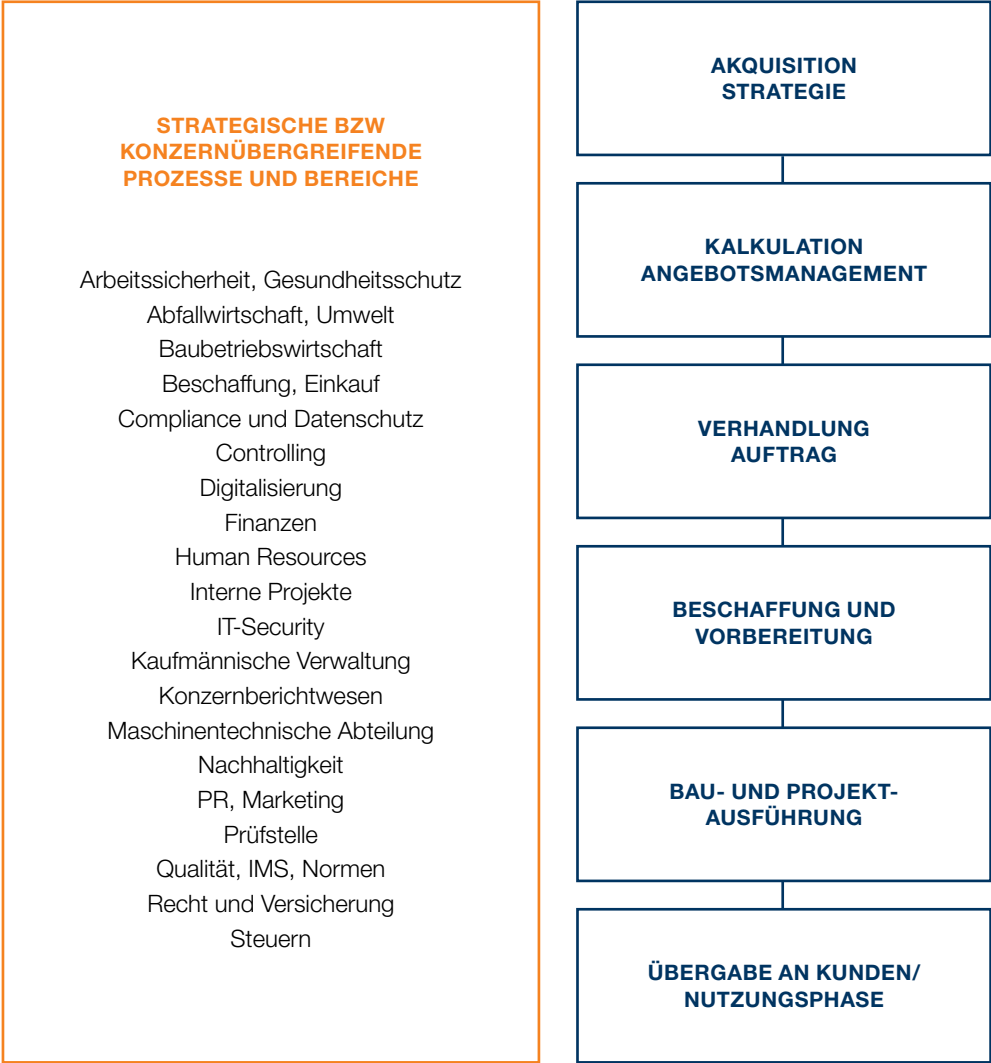 STRATEGISCHE BZW
KONZERNÜBERGREIFENDE
PROZESSE UND BEREICHE
Arbeitssicherheit, Gesundheitsschutz
Abfallwirtschaft, Umwelt
Baubetriebswirtschaft
Beschaffung, Einkauf
Compliance und Datenschutz
Controlling
Digitalisierung
Finanzen
Human Resources
Interne Projekte
IT-Security
Kaufmännische Verwaltung
Konzernberichtwesen
Maschinentechnische Abteilung
Nachhaltigkeit
PR, Marketing
Prüfstelle
Qualität, IMS, Normen
Recht und Versicherung
Steuern
AKQUISITION
STRATEGIE
KALKULATION
ANGEBOTSMANAGEMENT
VERHANDLUNG
AUFTRAG
BESCHAFFUNG UND
VORBEREITUNG
BAU- UND PROJEKT-
AUSFÜHRUNG
ÜBERGABE AN KUNDEN/
NUTZUNGSPHASE